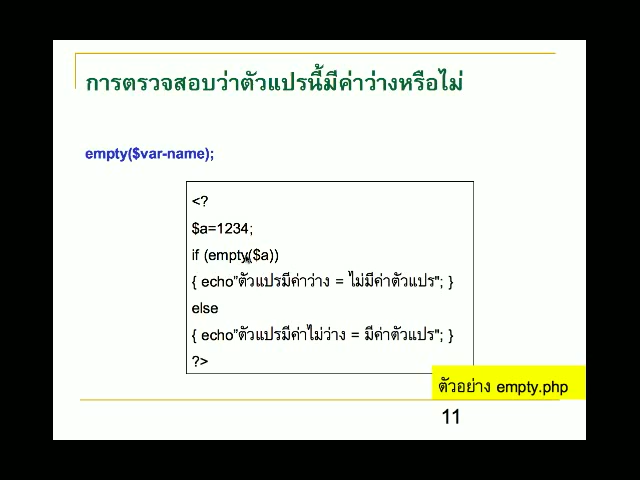 การตรวจสอบว่าตัวแปรนี้มีค่าว่างหรือไม่
empty($var-name);
<?
$a=1234;
if (empty($a))
{ echo”ตัวแปรมีค่าว่าง = ไม่มีค่าตัวแปร"; }
else
{ echo”ตัวแปรมีค่าไม่ว่าง = มีค่าตัวแปร"; }
?>
ตัวอย่าง empty.php
11